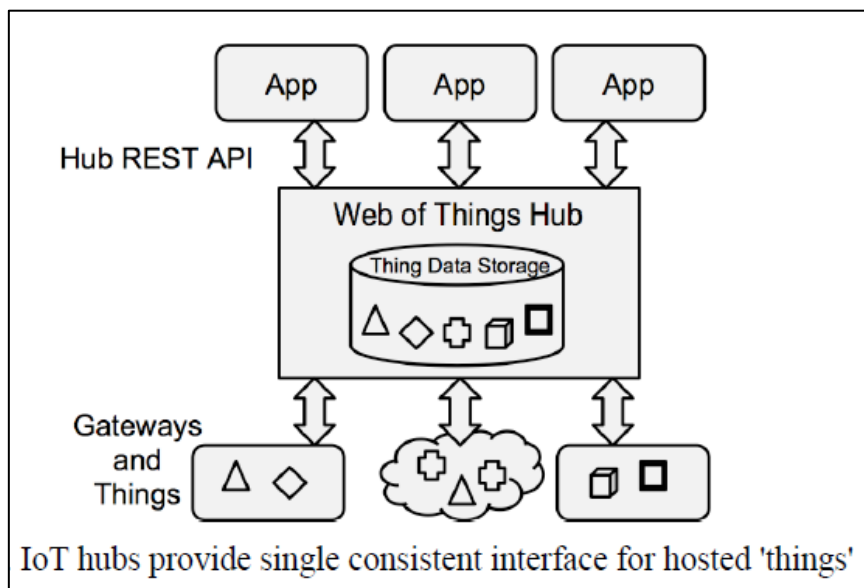 App App App
Hub REST API
Web of Things Hub
Thing Data Storage
Gateways
and
Things
IoT hubs provide single consistent interface for hosted 'things'